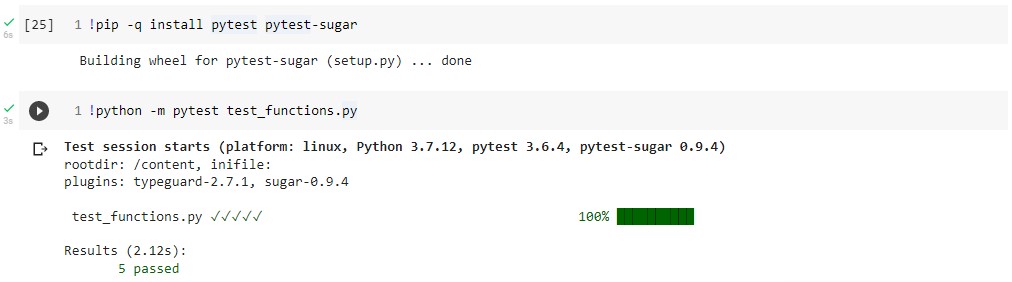 [25] 1 !pip -q install pytest pytest-sugar
6s
Building wheel for pytest-sugar (setup.py) ... done
1 !python -m pytest test_functions.py
3s
Test session starts (platform: linux, Python 3.7.12, pytest 3.6.4, pytest-sugar 0.9.4)
rootdir: /content, inifile:
plugins: typeguard-2.7.1, sugar-0.9.4
test_functions.py ✓✓✓✓✓ 100% ██████████
Results (2.12s):
5 passed